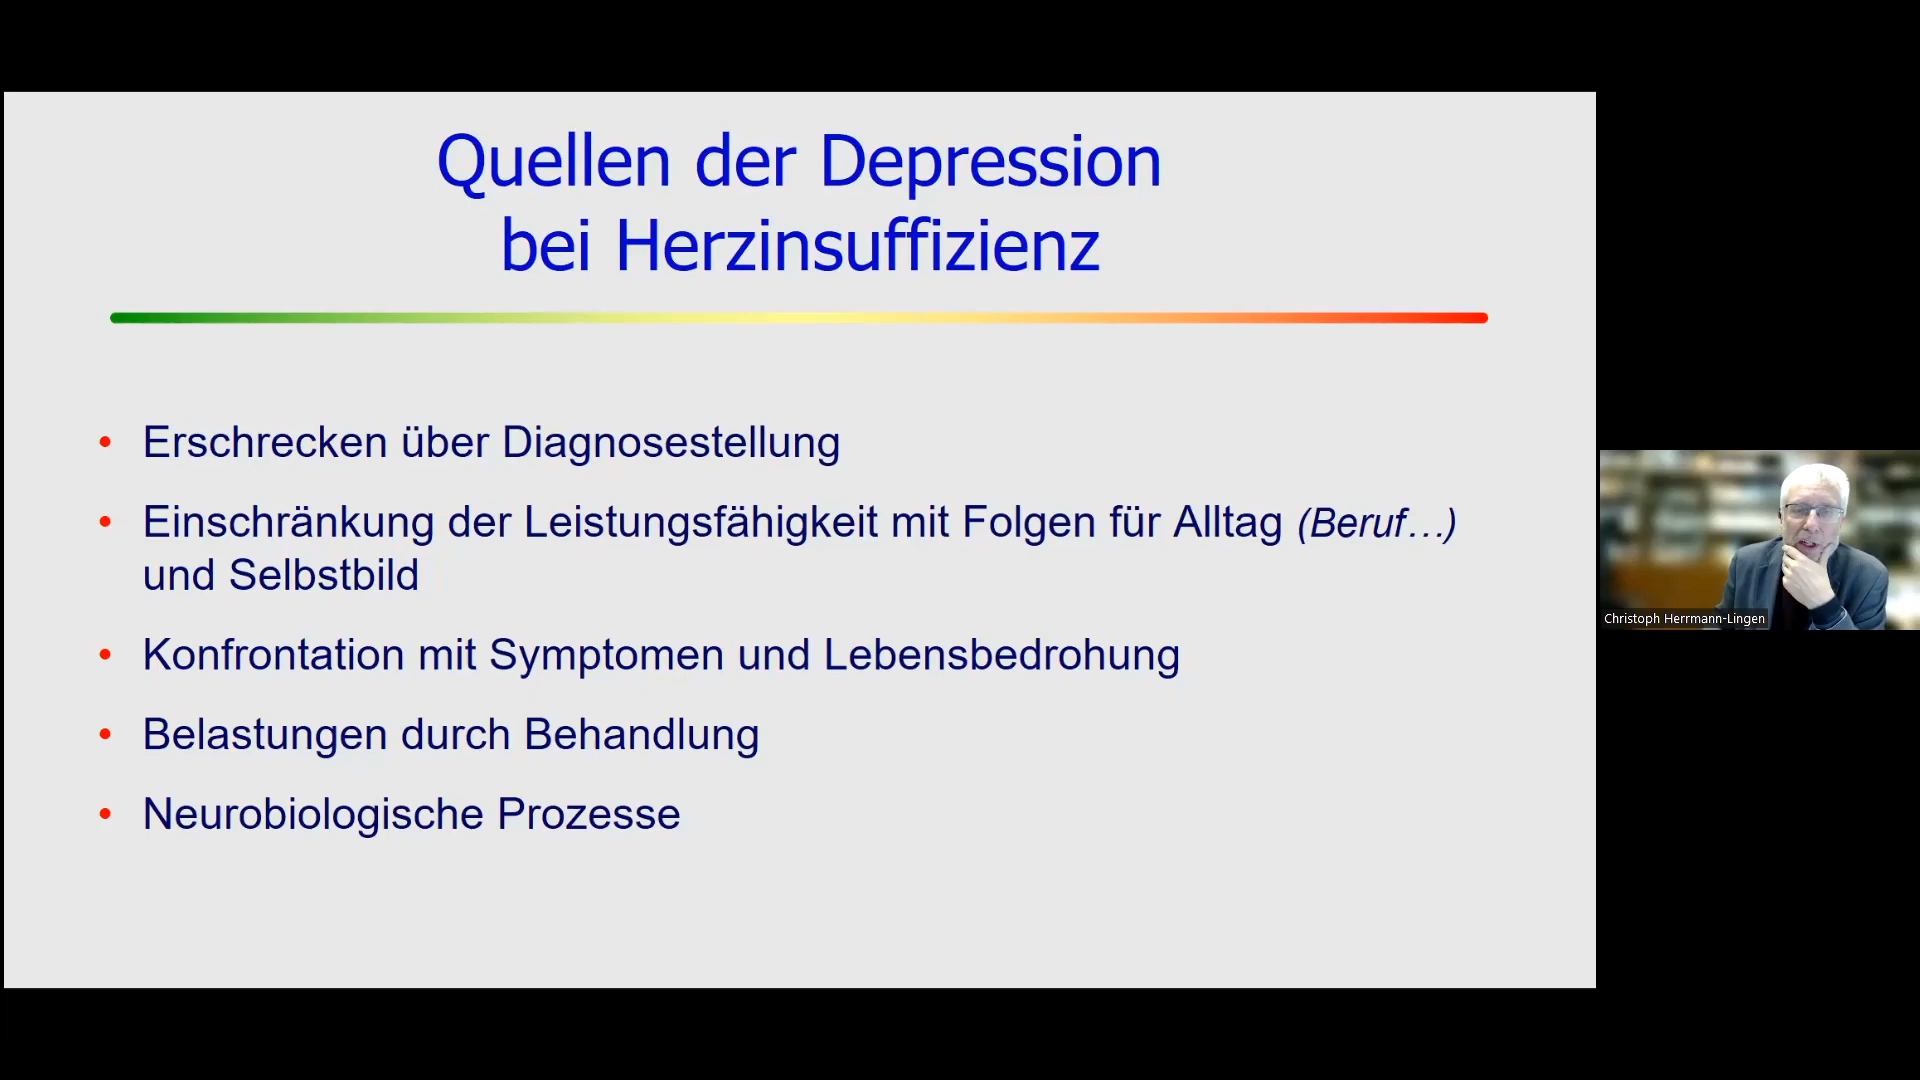 Quellen der Depression
bei Herzinsuffizienz
• Erschrecken über Diagnosestellung
• Einschränkung der Leistungsfähigkeit mit Folgen für Alltag (Beruf…)
und Selbstbild
• Konfrontation mit Symptomen und Lebensbedrohung
• Belastungen durch Behandlung
• Neurobiologische Prozesse
Christoph Herrmann-Lingen